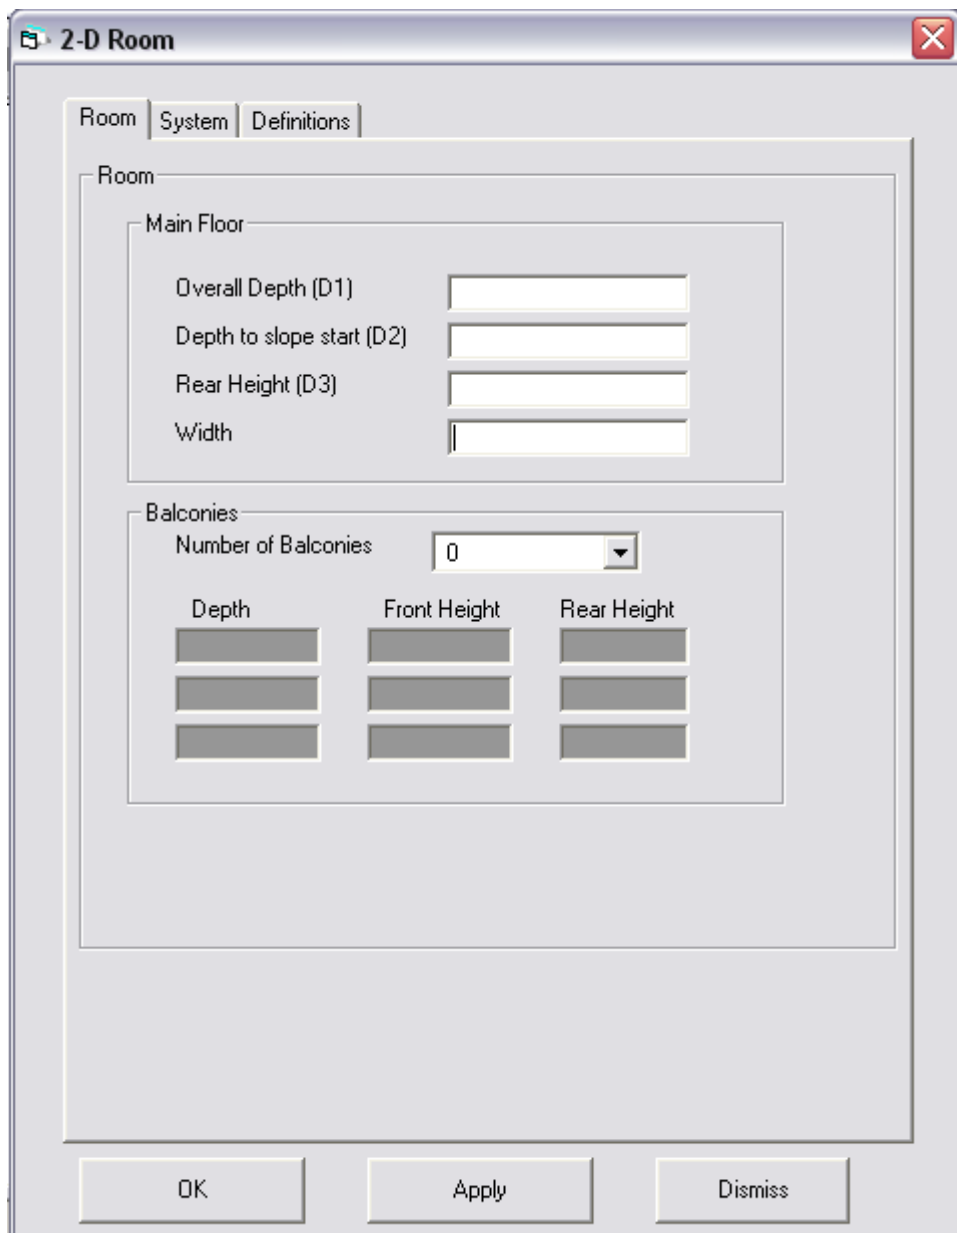 2-D Room
Room System Definitions
Room
Main Floor
Overall Depth (D1)
Depth to slope start (D2)
Rear Height (D3)
Width
Balconies
Number of Balconies 0
Depth Front Height Rear Height
OK Apply Dismiss